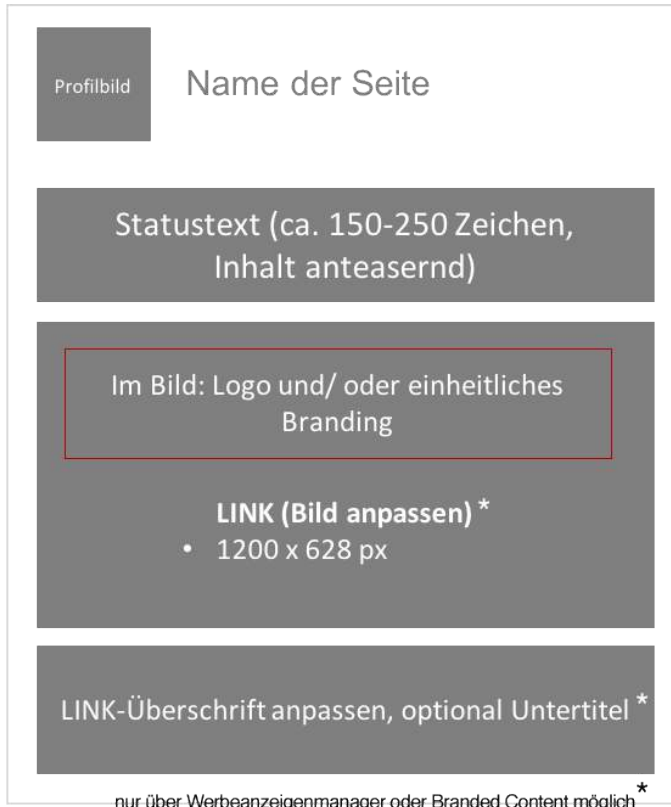 Profilbild
Name der Seite
Statustext (ca. 150-250 Zeichen,
Inhalt anteasernd)
Im Bild: Logo und/ oder einheitliches
Branding
LINK (Bild anpassen) *
• 1200 x 628 px
LINK-Überschrift anpassen, optional Untertitel *
nur über Werbeanzeigenmanager oder Branded Content möglich *